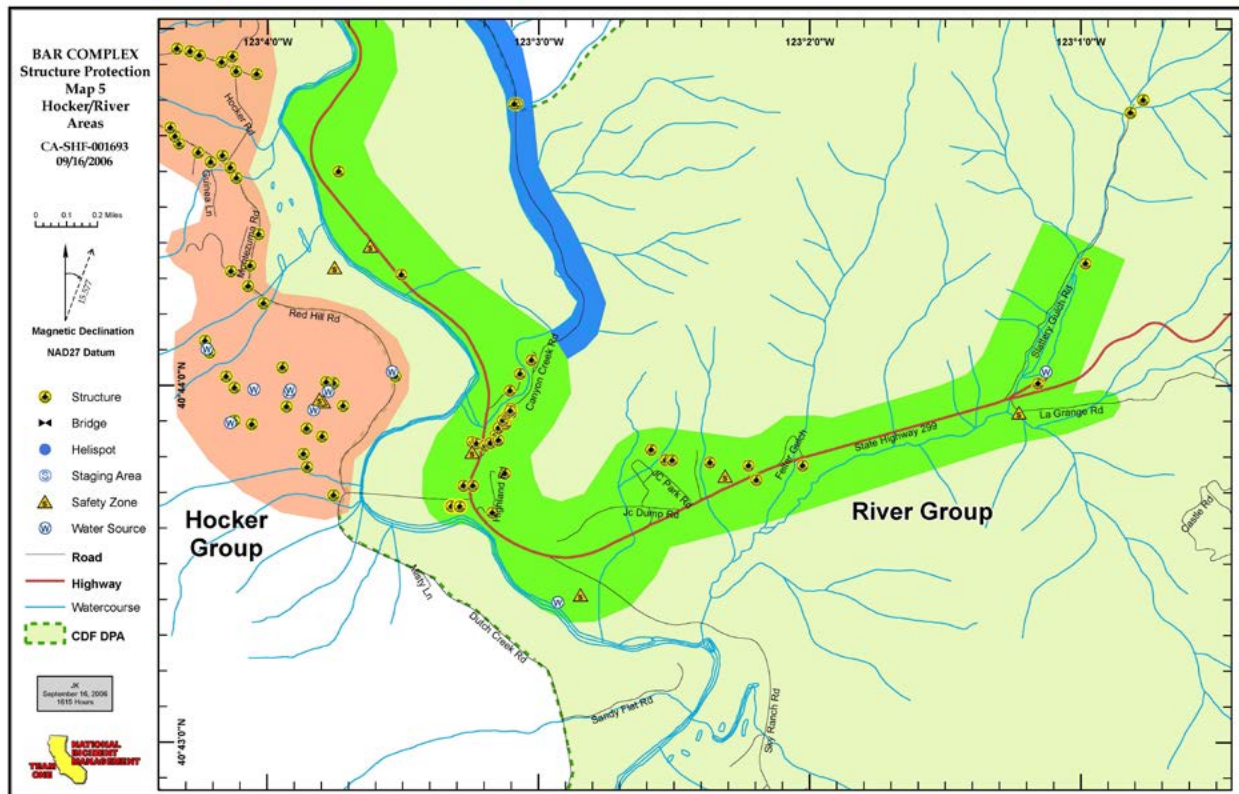 BAR COMPLEX
Structure Protection
Map 5
Hocker/River
Areas
CA-SHF-001693
09/16/2006
0 0.1 0.2 Miles
15.577
Magnetic Declination
NAD27 Datum
Structure
Bridge
Helispot
S Staging Area
S Safety Zone
W Water Source
Road
Highway
Watercourse
CDF DPA
JK
September 16, 2006
1615 Hours
NATIONAL
INCIDENT
MANAGEMENT
TEAM
ONE
123°4'0"W
123°3'0"W
123°2'0"W
123°1'0"W
40°44'0"N
40°43'0"N
Hocker Rd
Guinea Ln
Montezuma Rd
Red Hill Rd
Canyon Creek Rd
Highland Rd
JC Park Rd
Jc Dump Rd
Felter Gulch
State Highway 299
Slattery Gulch Rd
La Grange Rd
Castle Rd
Hocker
Group
River Group
Misty Ln
Dutch Creek Rd
Sandy Flat Rd
Sky Ranch Rd